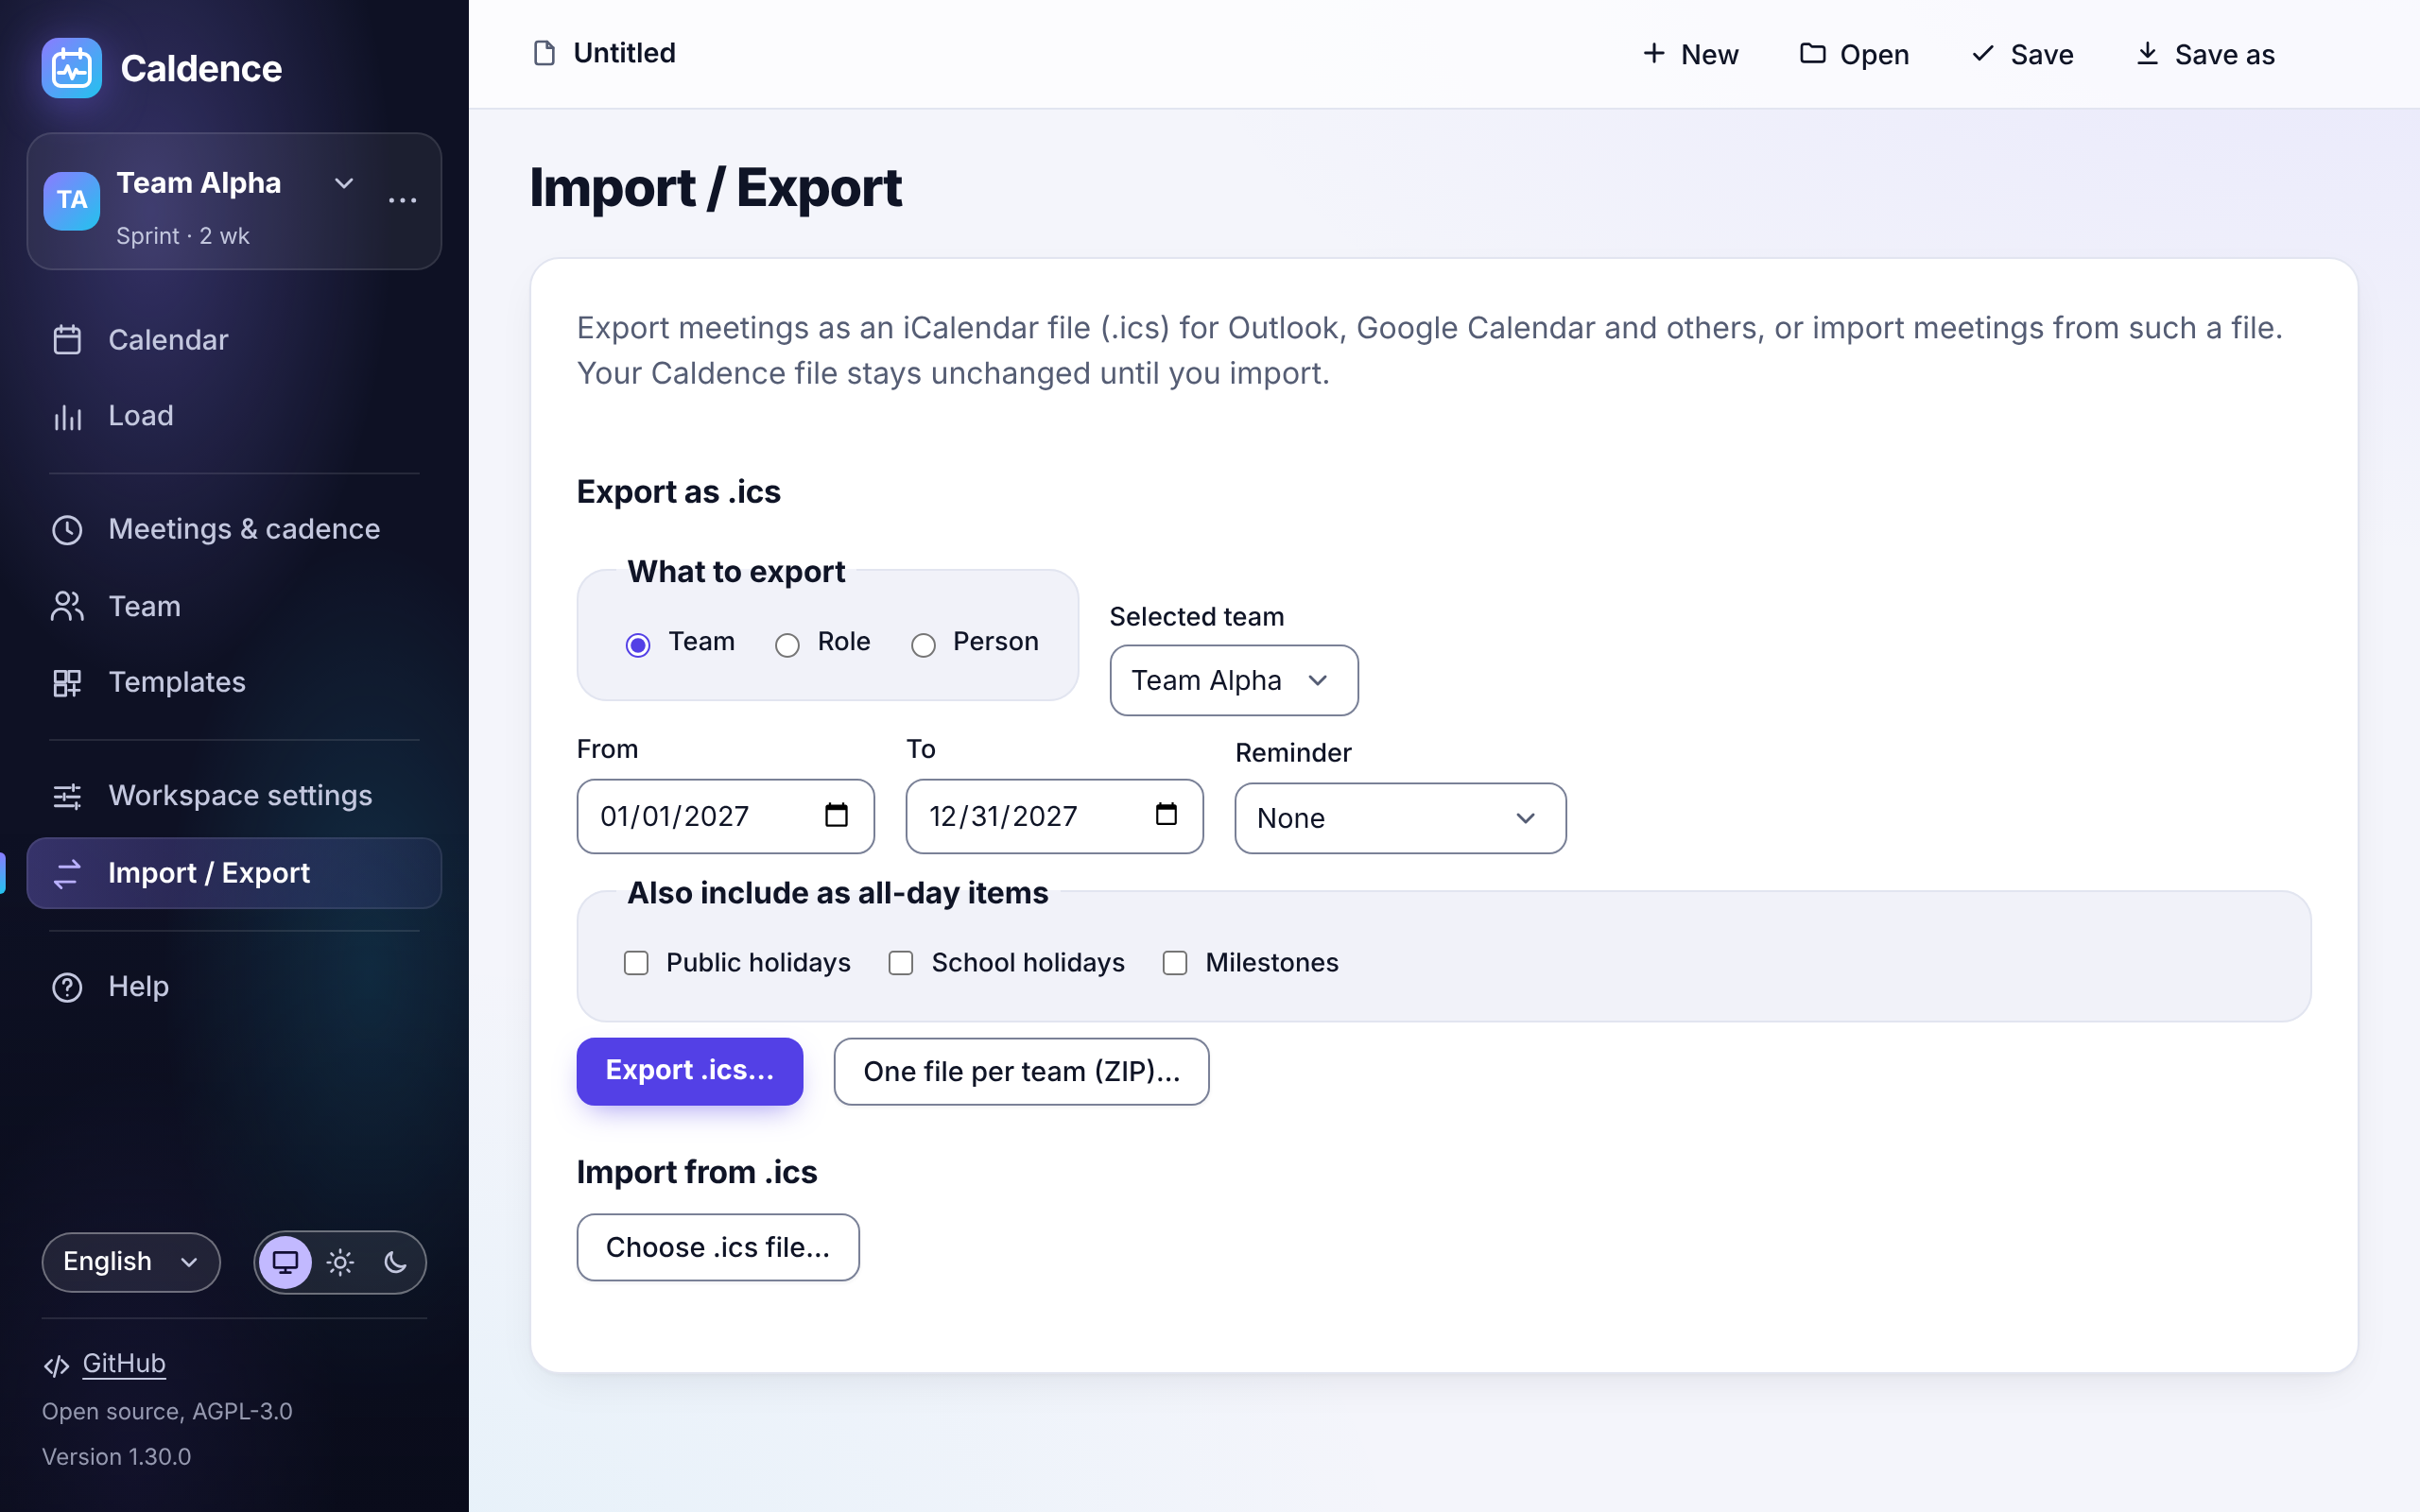 Caldence
TA
Team Alpha
Sprint · 2 wk
Calendar
Load
Meetings & cadence
Team
Templates
Workspace settings
Import / Export
Help
English
GitHub
Open source, AGPL-3.0
Version 1.30.0
Untitled
New
Open
Save
Save as
Import / Export
Export meetings as an iCalendar file (.ics) for Outlook, Google Calendar and others, or import meetings from such a file.
Your Caldence file stays unchanged until you import.
Export as .ics
What to export
Team
Role
Person
Selected team
Team Alpha
From
To
Reminder
01/01/2027
12/31/2027
None
Also include as all-day items
Public holidays
School holidays
Milestones
Export .ics...
One file per team (ZIP)...
Import from .ics
Choose .ics file...